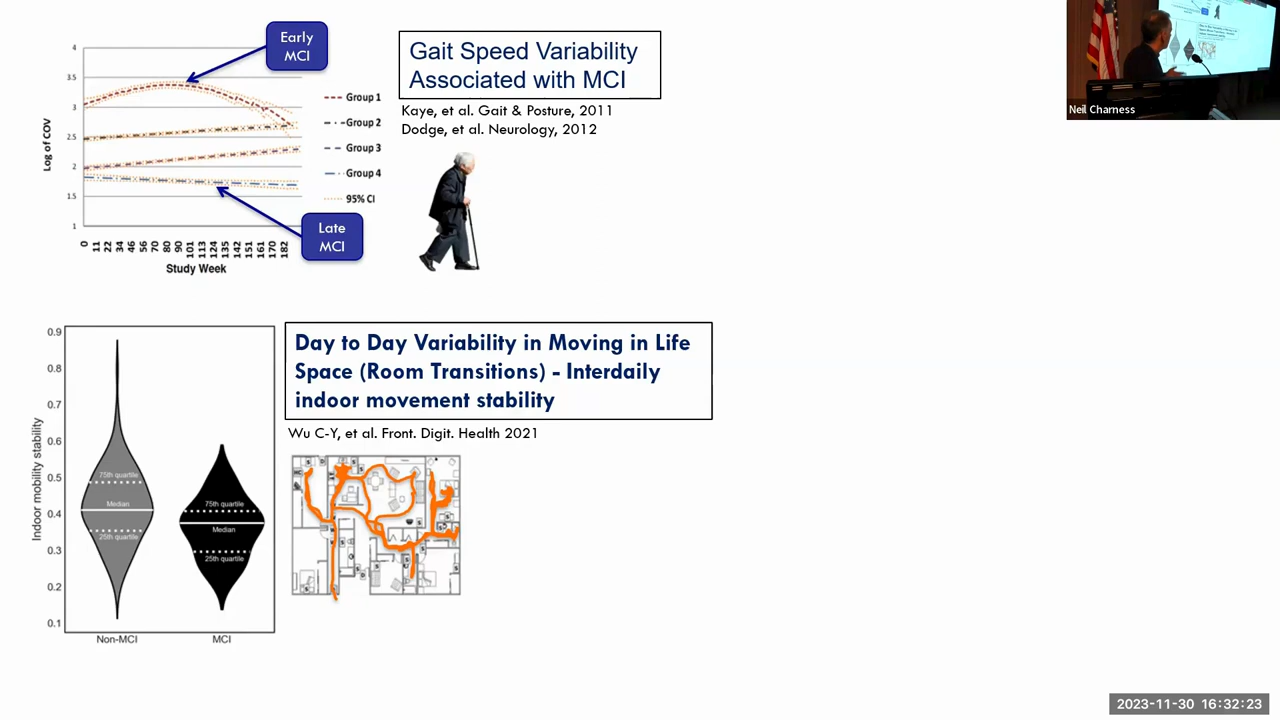 Early
MCI
Gait Speed Variability
Associated with MCI
Kaye, et al. Gait & Posture, 2011
Dodge, et al. Neurology, 2012
4
3.5
3
2.5
2
1.5
1
Log of COV
0 11 22 34 46 56 70 80 90 101 113 124 135 142 151 161 170 182
Study Week
Group 1
Group 2
Group 3
Group 4
95% CI
Late
MCI
Neil Charness
Day to Day Variability in Moving in Life
Space (Room Transitions) - Interdaily
indoor movement stability
Wu C-Y, et al. Front. Digit. Health 2021
0.9
0.8
0.7
0.6
0.5
0.4
0.3
0.2
0.1
Indoor mobility stability
75th quartile
Median
25th quartile
75th quartile
Median
25th quartile
Non-MCI
MCI
2023-11-30 16:32:23